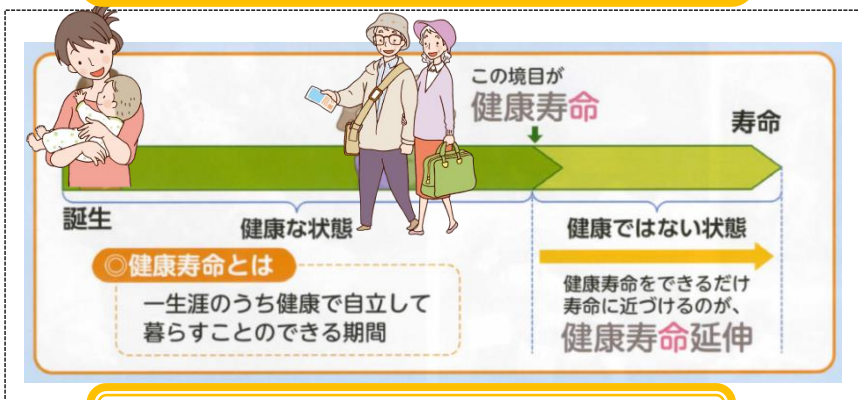 この境目が
健康寿命
寿命
誕生
健康な状態
健康ではない状態
◎健康寿命とは
一生涯のうち健康で自立して
暮らすことのできる期間
健康寿命をできるだけ
寿命に近づけるのが、
健康寿命延伸